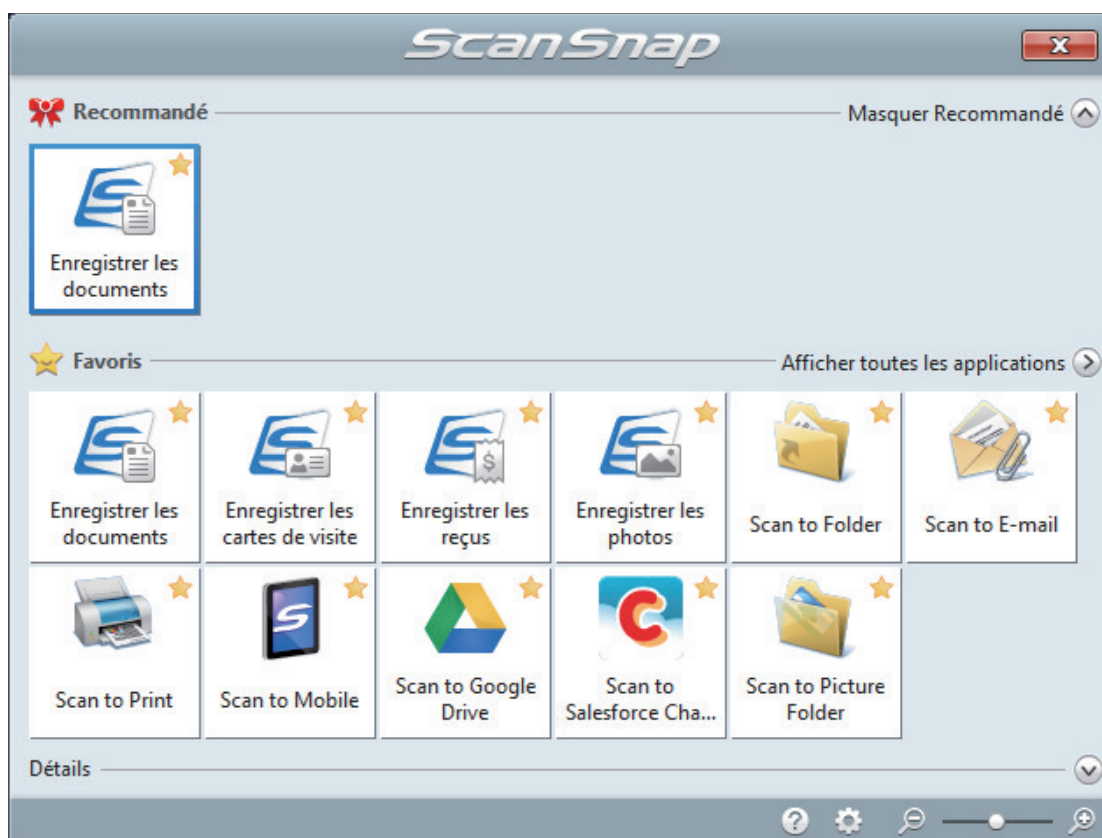 ScanSnap
Recommandé
Masquer Recommandé
Enregistrer les
documents
Favoris
Afficher toutes les applications
Enregistrer les
documents
Enregistrer les
cartes de visite
Enregistrer les
reçus
Enregistrer les
photos
Scan to Folder
Scan to E-mail
Scan to Print
Scan to Mobile
Scan to Google
Drive
Scan to
Salesforce Cha...
Scan to Picture
Folder
Détails